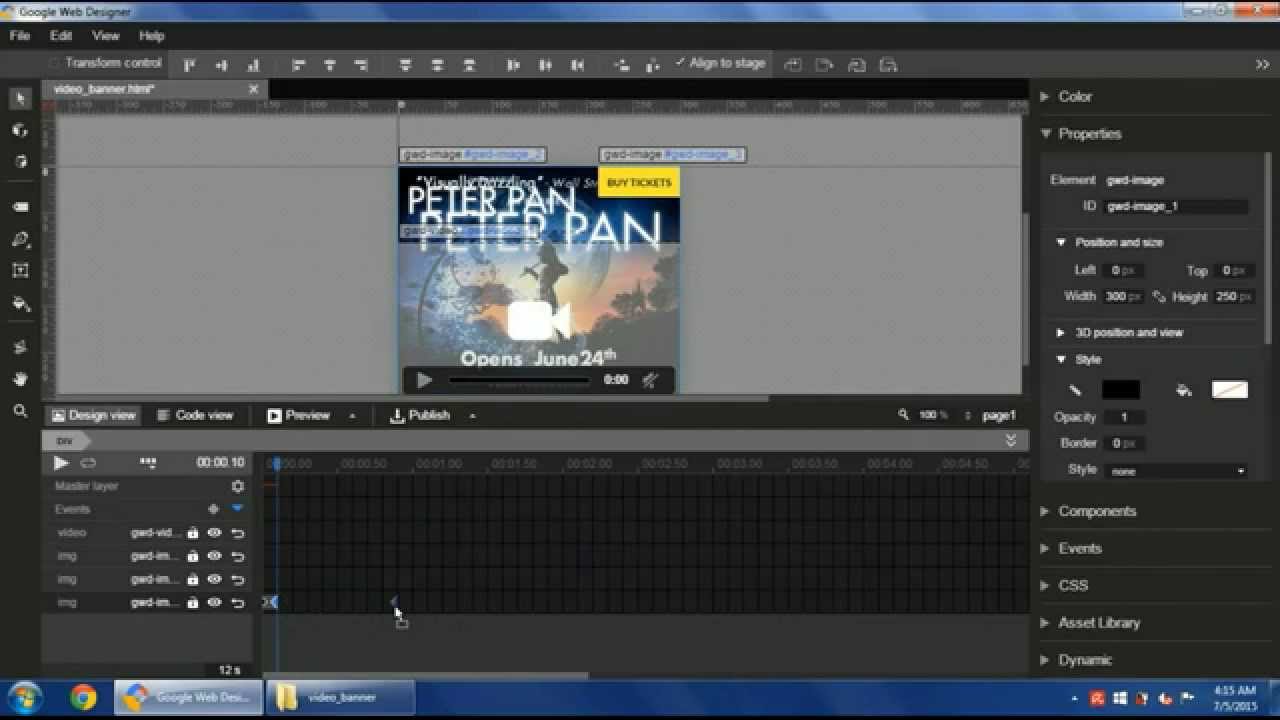 Google Web Designer
File Edit View Help
Transform control Align to stage
video_banner.html*
gwd-image #gwd-image_2 gwd-image #gwd-image_3
"Visually Dazzling" - Wall St BUY TICKETS
PETER PAN
PETER PAN
Opens June 24th
0:00
Design view Code view Preview Publish 100 % page1
DIV
00:00.10 00:00.50 00:01.00 00:01.50 00:02.00 00:02.50 00:03.00 00:03.50 00:04.00 00:04.50
Master layer
Events
video gwd-vid...
img gwd-im...
img gwd-im...
img gwd-im...
12 s
Color
Properties
Element gwd-image
ID gwd-image_1
Position and size
Left 0 px Top 0 px
Width 300 px Height 250 px
3D position and view
Style
Opacity 1
Border 0 px
Style none
Components
Events
CSS
Asset Library
Dynamic
Google Web Desi... video_banner
4:15 AM
7/5/2015